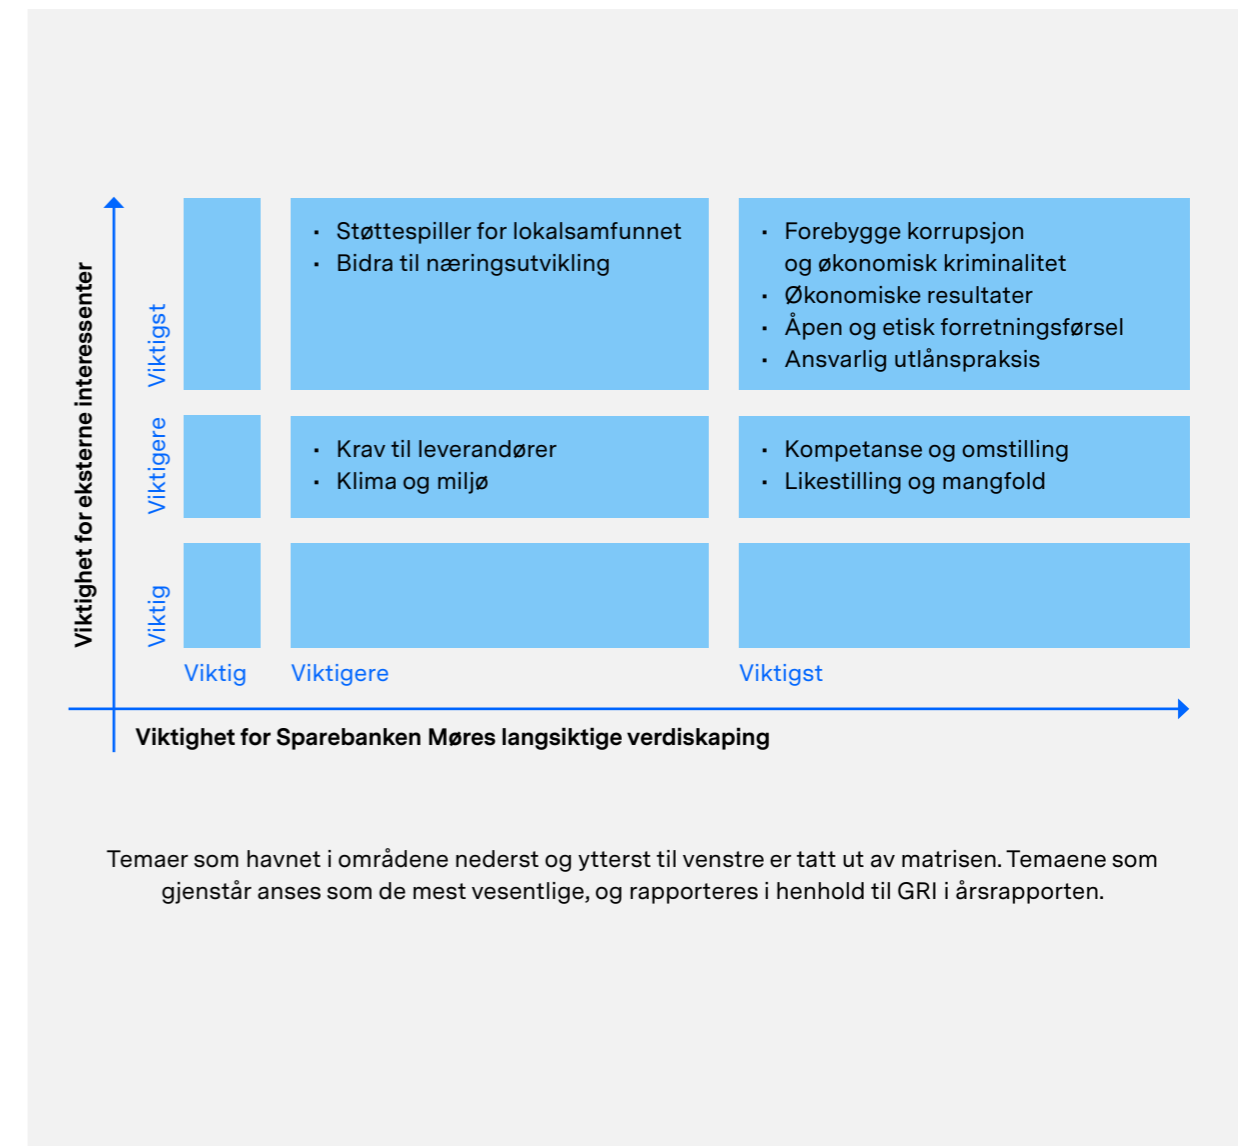 Viktighet for eksterne interessenter
Viktigst
Støttespiller for lokalsamfunnet
Bidra til næringsutvikling
Forebygge korrupsjon
og økonomisk kriminalitet
Økonomiske resultater
Åpen og etisk forretningsførsel
Ansvarlig utlånspraksis
Viktigere
Krav til leverandører
Klima og miljø
Kompetanse og omstilling
Likestilling og mangfold
Viktig
Viktig
Viktigere
Viktigst
Viktighet for Sparebanken Møres langsiktige verdiskaping
Temaer som havnet i områdene nederst og ytterst til venstre er tatt ut av matrisen. Temaene som
gjenstår anses som de mest vesentlige, og rapporteres i henhold til GRI i årsrapporten.